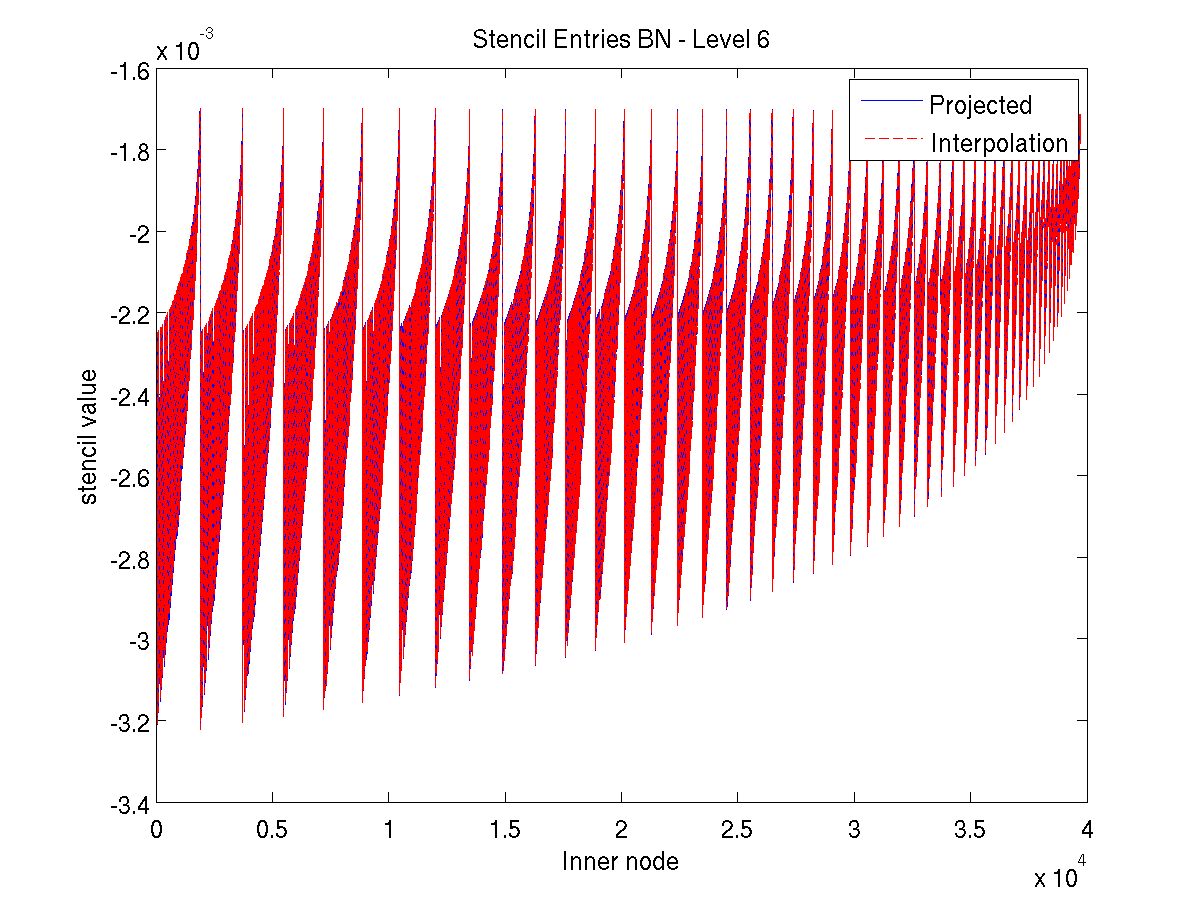 Stencil Entries BN - Level 6
x 10^-3
-1.6
-1.8
-2
-2.2
-2.4
-2.6
-2.8
-3
-3.2
-3.4
stencil value
Projected
Interpolation
0 0.5 1 1.5 2 2.5 3 3.5 4
x 10^4
Inner node